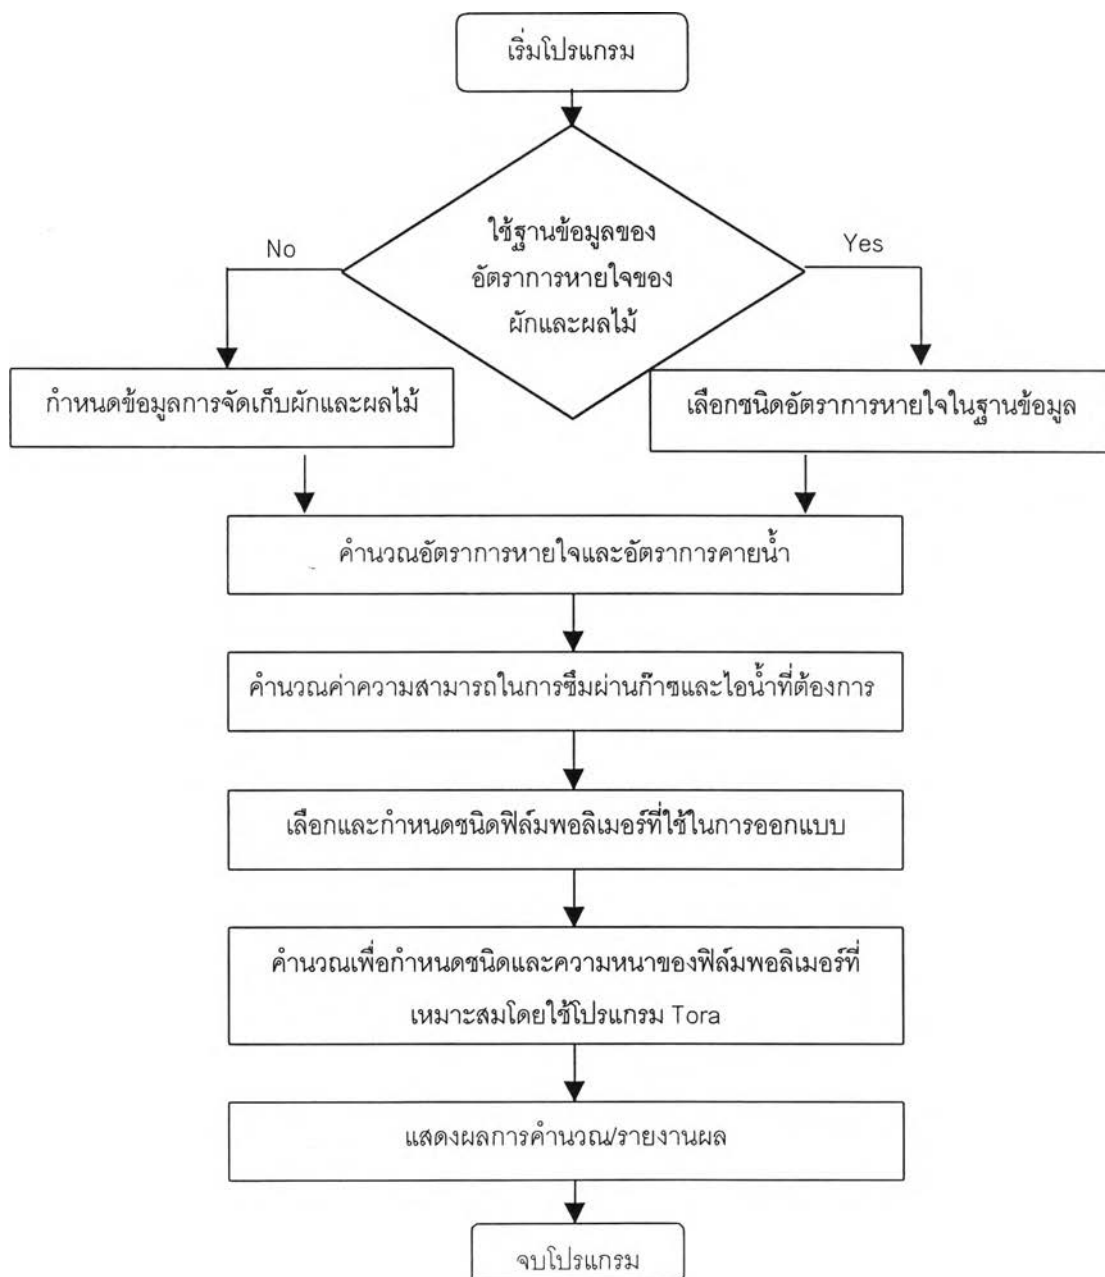 เริ่มโปรแกรม
ใช้ฐานข้อมูลของ
อัตราการหายใจของ
ผักและผลไม้
No
Yes
กำหนดข้อมูลการจัดเก็บผักและผลไม้
เลือกชนิดอัตราการหายใจในฐานข้อมูล
คำนวณอัตราการหายใจและอัตราการคายน้ำ
คำนวณค่าความสามารถในการซึมผ่านก๊าซและไอน้ำที่ต้องการ
เลือกและกำหนดชนิดฟิล์มพอลิเมอร์ที่ใช้ในการออกแบบ
คำนวณเพื่อกำหนดชนิดและความหนาของฟิล์มพอลิเมอร์ที่
เหมาะสมโดยใช้โปรแกรม Tora
แสดงผลการคำนวณ/รายงานผล
จบโปรแกรม